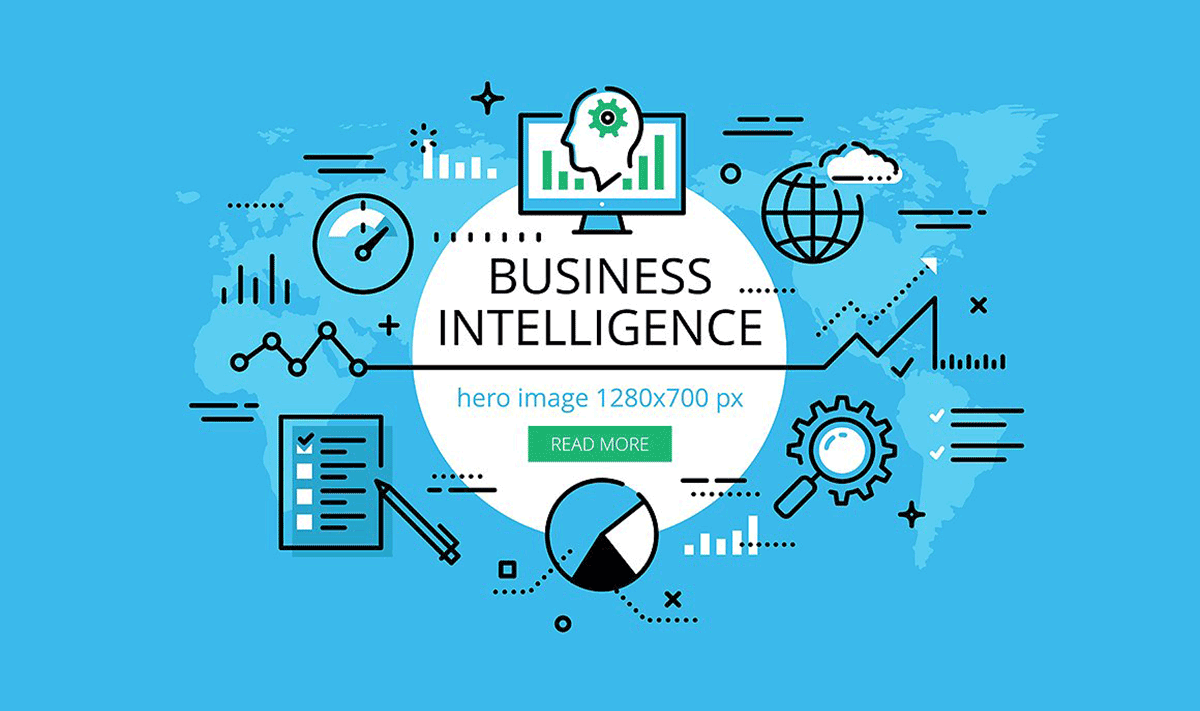 BUSINESS
INTELLIGENCE
hero image 1280x700 px
READ MORE